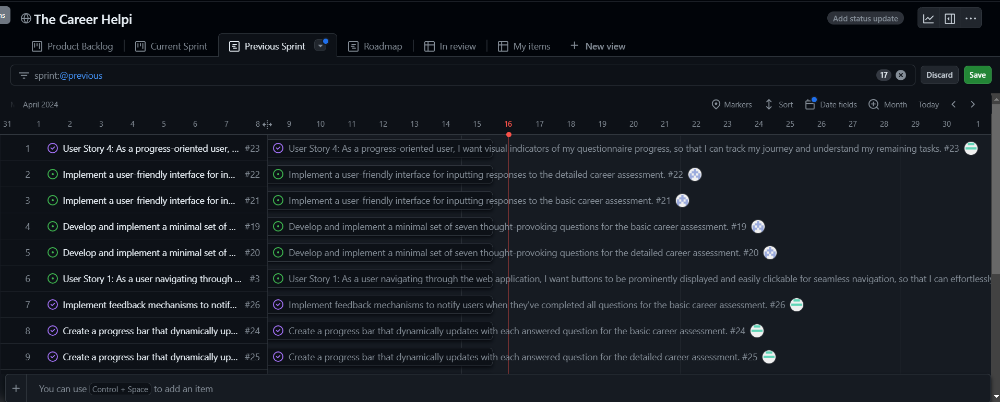 ns
The Career Helpi
Add status update
Product Backlog
Current Sprint
Previous Sprint
Roadmap
In review
My items
New view
sprint:@previous
17
Discard
Save
April 2024
Markers
Sort
Date fields
Month
Today
31 1 2 3 4 5 6 7 8 9 10 11 12 13 14 15 16 17 18 19 20 21 22 23 24 25 26 27 28 29 30 1
1 User Story 4: As a progress-oriented user, ... #23 User Story 4: As a progress-oriented user, I want visual indicators of my questionnaire progress, so that I can track my journey and understand my remaining tasks. #23
2 Implement a user-friendly interface for in... #22 Implement a user-friendly interface for inputting responses to the detailed career assessment. #22
3 Implement a user-friendly interface for in... #21 Implement a user-friendly interface for inputting responses to the basic career assessment. #21
4 Develop and implement a minimal set of ... #19 Develop and implement a minimal set of seven thought-provoking questions for the basic career assessment. #19
5 Develop and implement a minimal set of ... #20 Develop and implement a minimal set of seven thought-provoking questions for the detailed career assessment. #20
6 User Story 1: As a user navigating through ... #3 User Story 1: As a user navigating through the web application, I want buttons to be prominently displayed and easily clickable for seamless navigation, so that I can effortlessly
7 Implement feedback mechanisms to notif... #26 Implement feedback mechanisms to notify users when they've completed all questions for the basic career assessment. #26
8 Create a progress bar that dynamically up... #24 Create a progress bar that dynamically updates with each answered question for the basic career assessment. #24
9 Create a progress bar that dynamically up... #25 Create a progress bar that dynamically updates with each answered question for the detailed career assessment. #25
You can use Control + Space to add an item